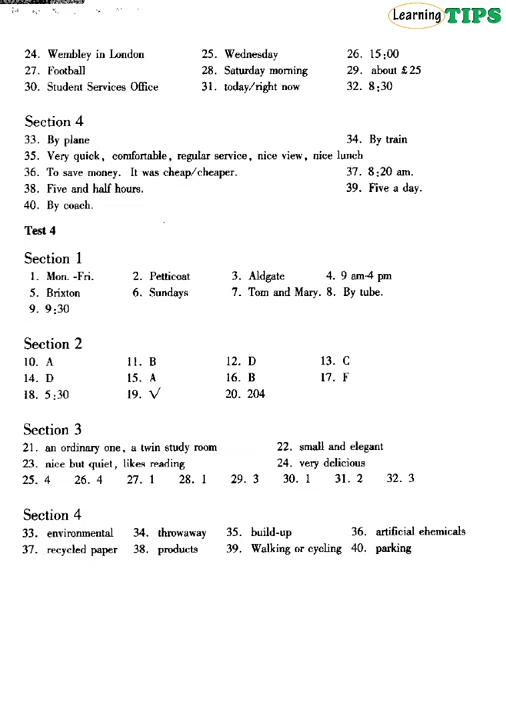 Learning TIPS
24. Wembley in London 25. Wednesday 26. 15:00
27. Football 28. Saturday morning 29. about £25
30. Student Services Office 31. today/right now 32. 8:30
Section 4
33. By plane 34. By train
35. Very quick, comfortable, regular service, nice view, nice lunch
36. To save money. It was cheap/cheaper. 37. 8:20 am.
38. Five and half hours. 39. Five a day.
40. By coach.
Test 4
Section 1
1. Mon. -Fri. 2. Petticoat 3. Aldgate 4. 9 am-4 pm
5. Brixton 6. Sundays 7. Tom and Mary. 8. By tube.
9. 9:30
Section 2
10. A 11. B 12. D 13. C
14. D 15. A 16. B 17. F
18. 5:30 19. √ 20. 204
Section 3
21. an ordinary one, a twin study room 22. small and elegant
23. nice but quiet, likes reading 24. very delicious
25. 4 26. 4 27. 1 28. 1 29. 3 30. 1 31. 2 32. 3
Section 4
33. environmental 34. throwaway 35. build-up 36. artificial ehemicals
37. recycled paper 38. products 39. Walking or cycling 40. parking